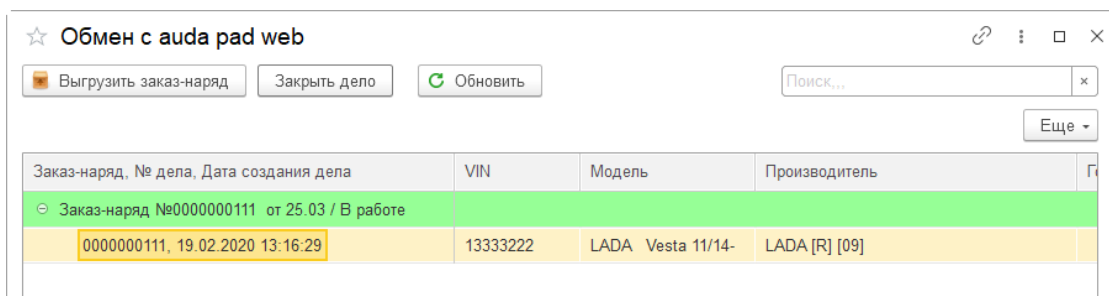 Обмен с auda pad web
Выгрузить заказ-наряд Закрыть дело Обновить Поиск,,,
Еще
Заказ-наряд, № дела, Дата создания дела VIN Модель Производитель
Заказ-наряд №0000000111 от 25.03 / В работе
0000000111, 19.02.2020 13:16:29 13333222 LADA Vesta 11/14- LADA [R] [09]